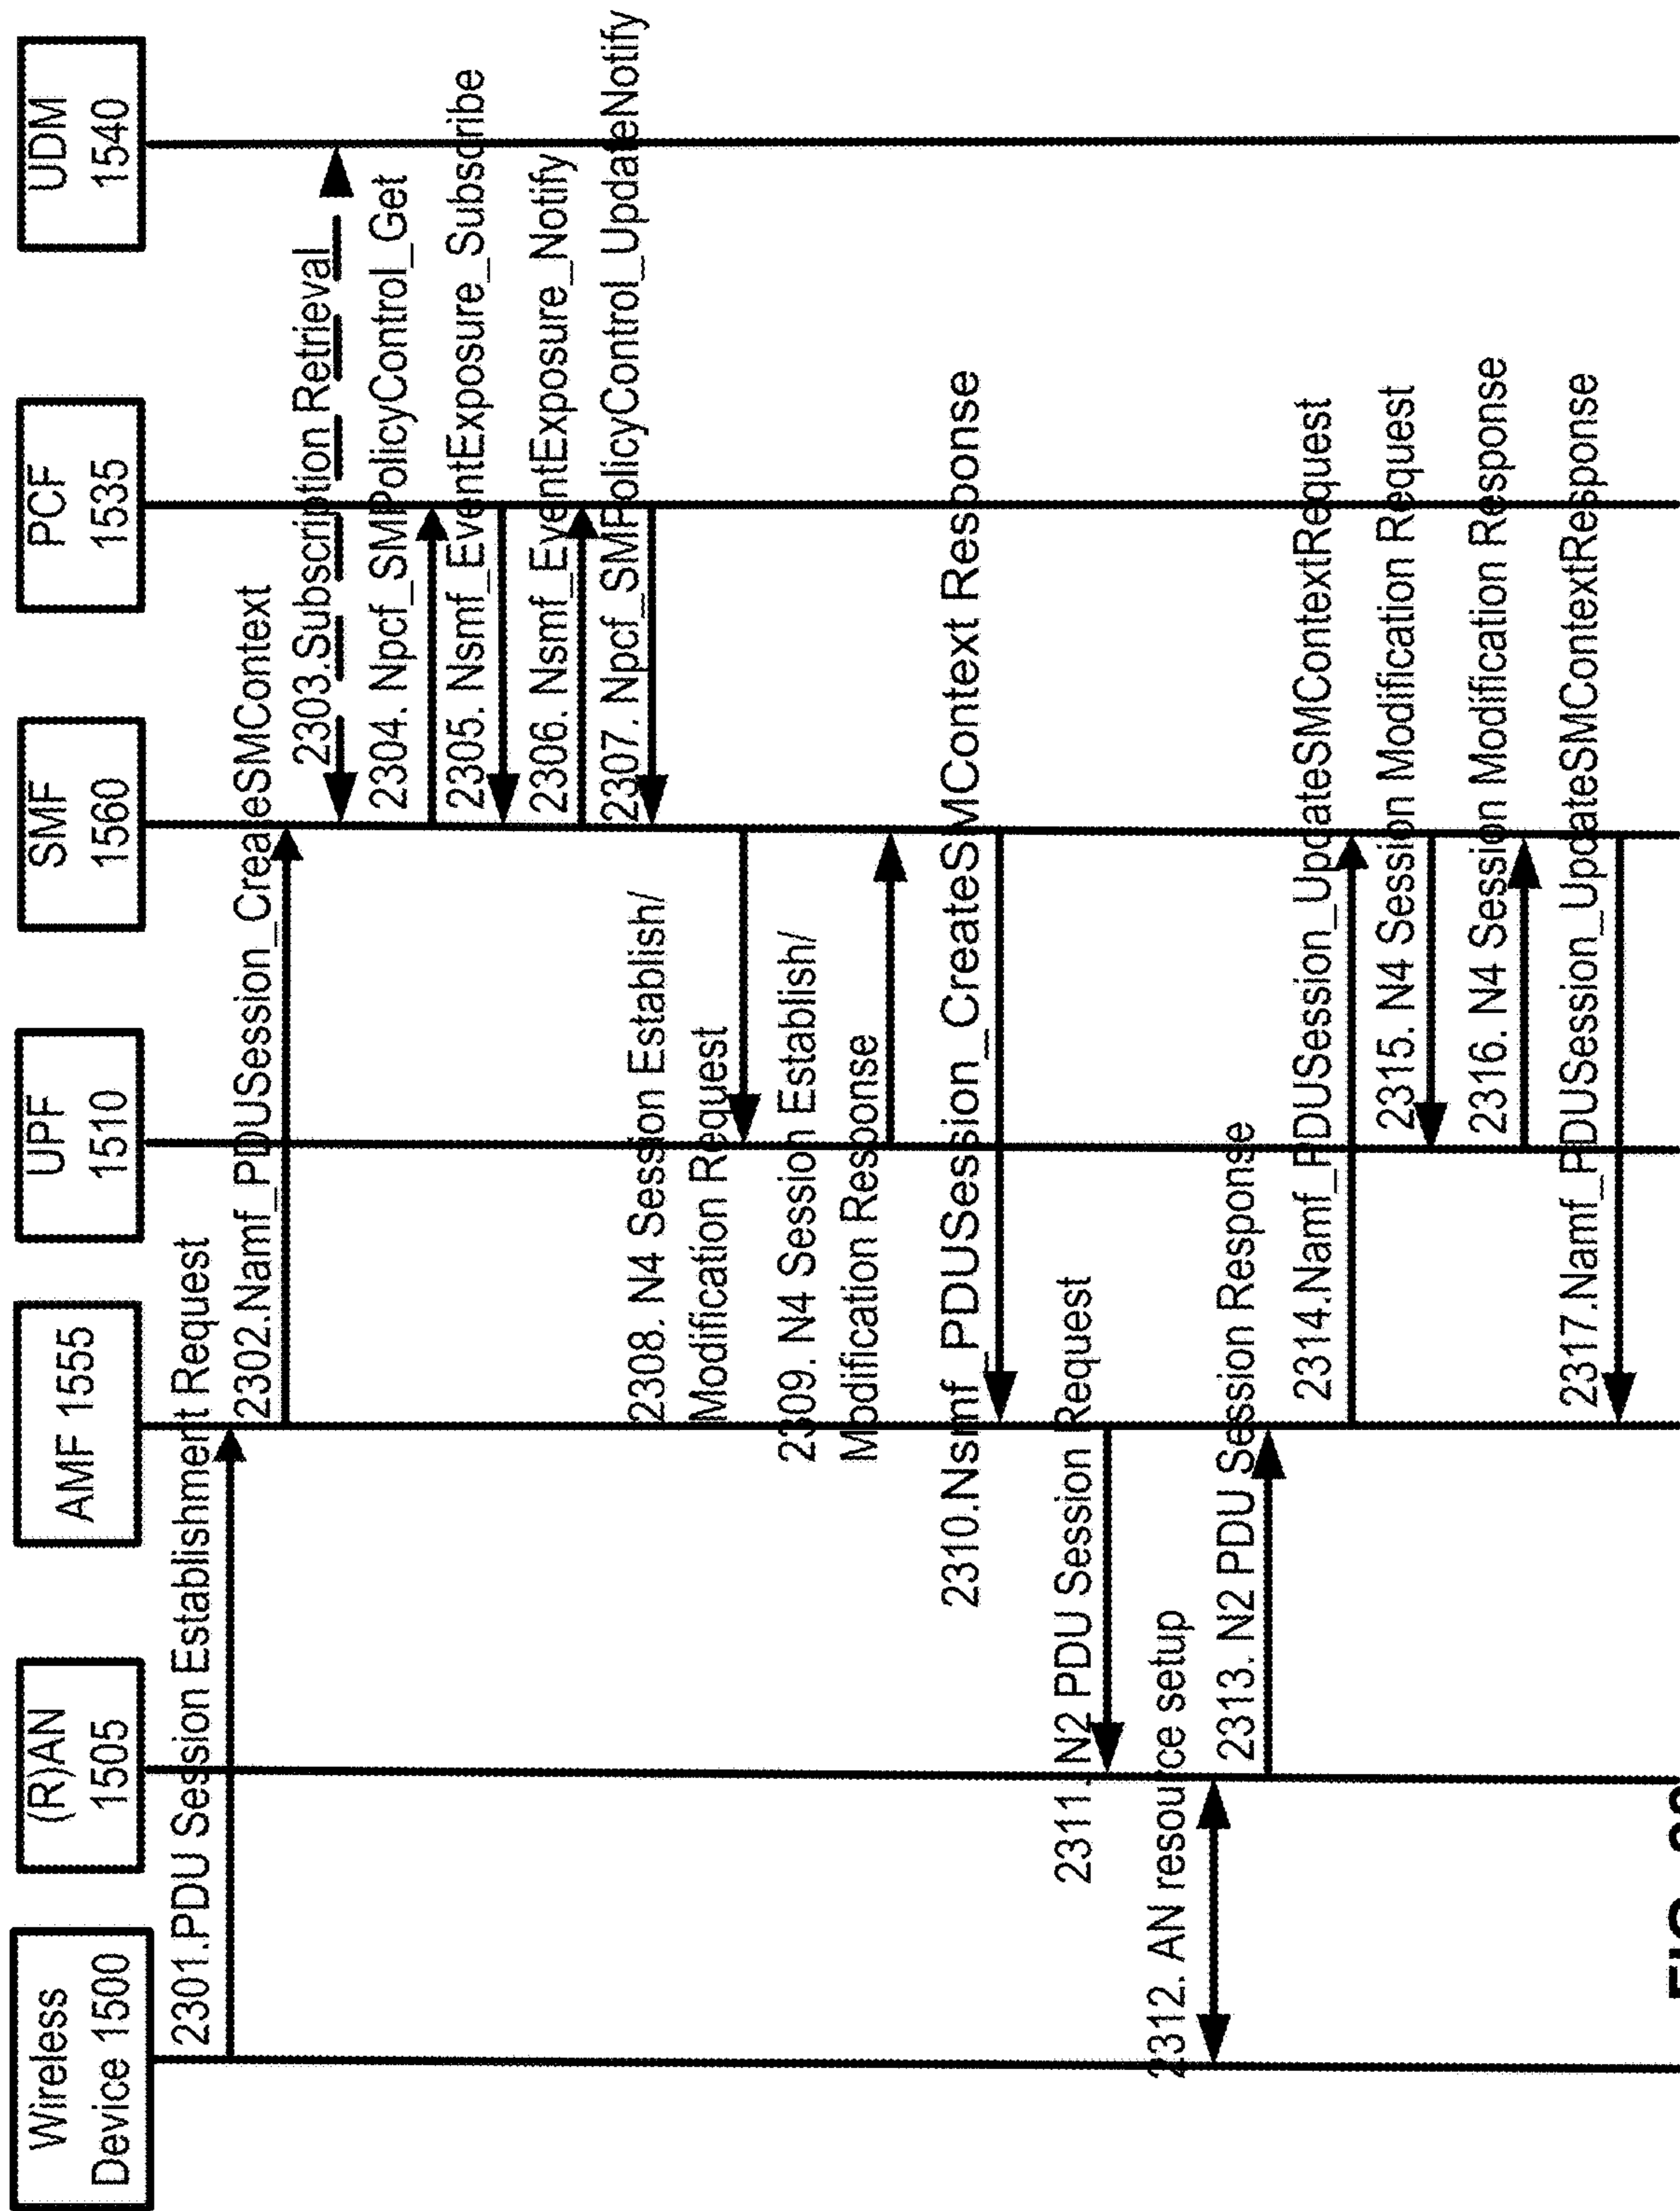 Wireless
Device 1500
(R)AN
1505
AMF 1555
UPF
1510
SMF
1560
PCF
1535
UDM
1540
2301.PDU Session Establishment Request
2302.Namf_PDUSession_CreateSMContext
2303.Subscription Retrieval
2304. Npcf_SMPolicyControl_Get
2305. Nsmf_EventExposure_Subscribe
2306. Nsmf_EventExposure_Notify
2307. Npcf_SMPolicyControl_UpdateNotify
2308. N4 Session Establish/
Modification Request
2309. N4 Session Establish/
Modification Response
2310.Nsmf_PDUSession_CreateSMContext Response
2311. N2 PDU Session Request
2312. AN resource setup
2313. N2 PDU Session Response
2314.Namf_PDUSession_UpdateSMContextRequest
2315. N4 Session Modification Request
2316. N4 Session Modification Response
2317.Namf_PDUSession_UpdateSMContextResponse
FIG.